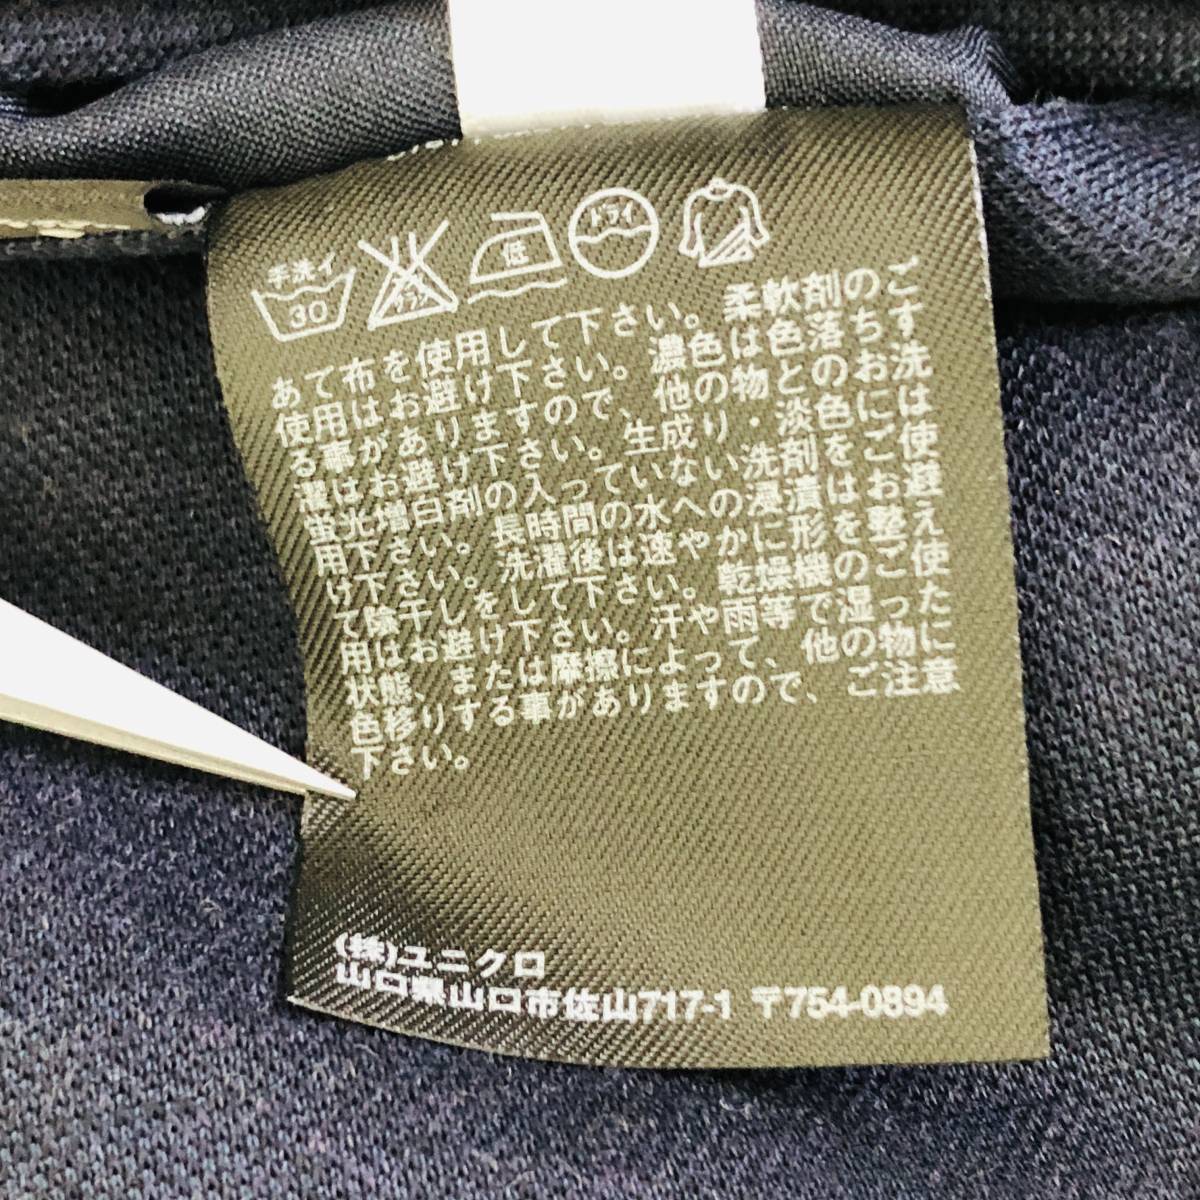 手洗イ 30
低
ドライ
あて布を使用して下さい。柔軟剤のご
使用はお避け下さい。濃色は色落ちす
る事がありますので、他の物とのお洗
濯はお避け下さい。生成り・淡色には
蛍光増白剤の入っていない洗剤をご使
用下さい。長時間の水への浸漬はお避
け下さい。洗濯後は速やかに形を整え
て陰干しをして下さい。乾燥機のご使
用はお避け下さい。汗や雨等で湿った
状態、または摩擦によって、他の物に
色移りする事がありますので、ご注意
下さい。
(株)ユニクロ
山口県山口市佐山717-1 〒754-0894